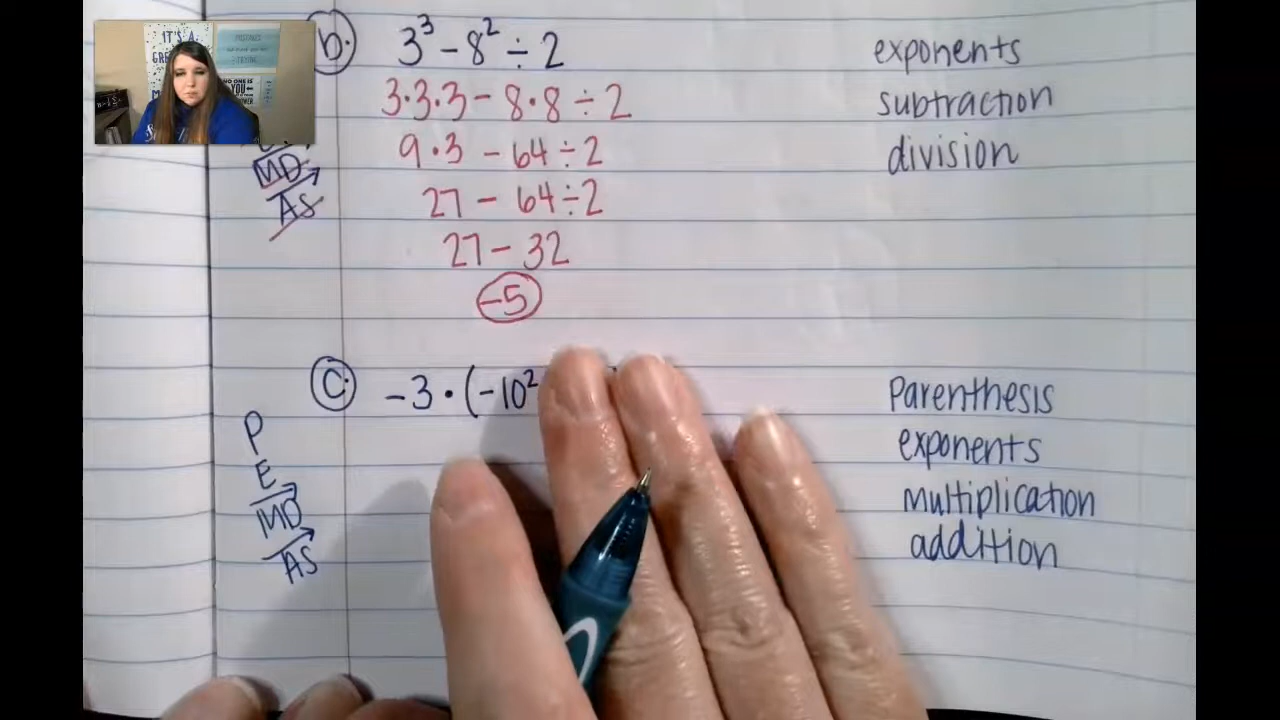 IT'S A
b. 3³ - 8² ÷ 2
exponents
3·3·3 - 8·8 ÷ 2
subtraction
9·3 - 64 ÷ 2
division
MD
27 - 64 ÷ 2
AS
27 - 32
-5
c. -3 · (-10²
Parenthesis
P
exponents
E
multiplication
MD
addition
AS